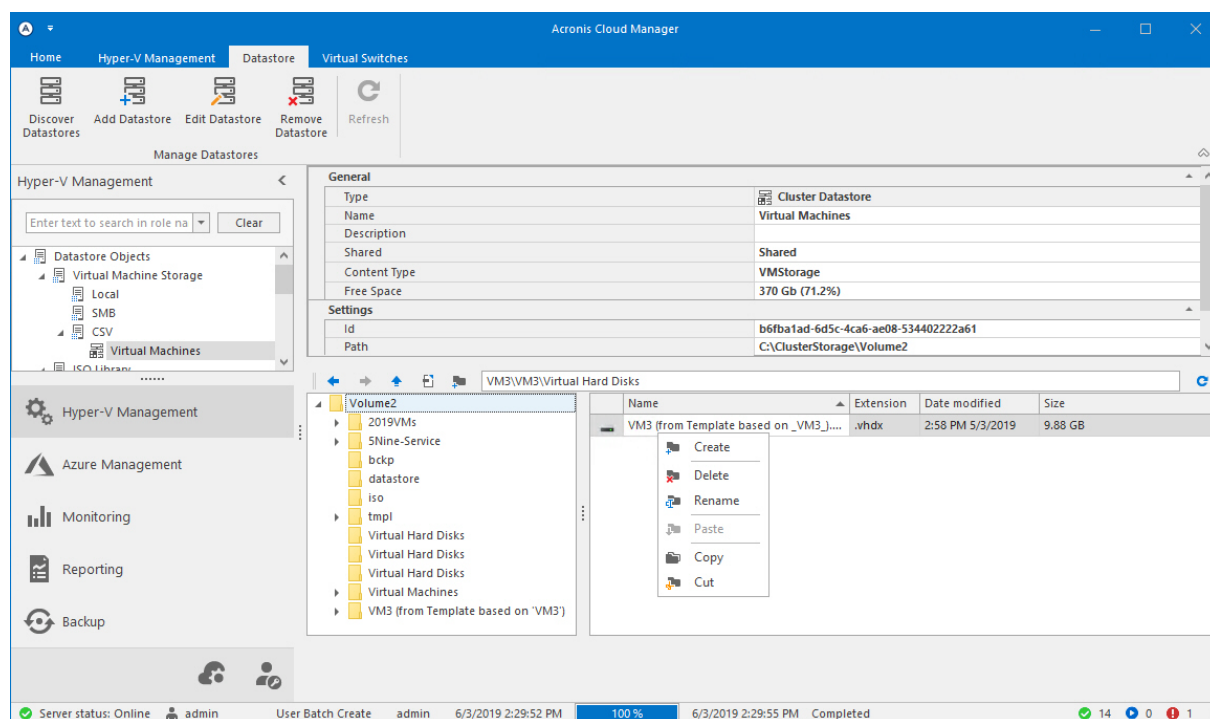 Acronis Cloud Manager
Home Hyper-V Management Datastore Virtual Switches
Discover Datastores
Add Datastore
Edit Datastore
Remove Datastore
Refresh
Manage Datastores
Hyper-V Management
Enter text to search in role na
Clear
Datastore Objects
Virtual Machine Storage
Local
SMB
CSV
Virtual Machines
ISO Library
General
Type Cluster Datastore
Name Virtual Machines
Description
Shared Shared
Content Type VMStorage
Free Space 370 Gb (71.2%)
Settings
Id b6fba1ad-6d5c-4ca6-ae08-534402222a61
Path C:\ClusterStorage\Volume2
Hyper-V Management
Azure Management
Monitoring
Reporting
Backup
VM3\VM3\Virtual Hard Disks
Volume2
2019VMs
5Nine-Service
bckp
datastore
iso
tmpl
Virtual Hard Disks
Virtual Hard Disks
Virtual Hard Disks
Virtual Machines
VM3 (from Template based on 'VM3')
Name Extension Date modified Size
VM3 (from Template based on _VM3_).... .vhdx 2:58 PM 5/3/2019 9.88 GB
Create
Delete
Rename
Paste
Copy
Cut
Server status: Online admin User Batch Create admin 6/3/2019 2:29:52 PM 100 % 6/3/2019 2:29:55 PM Completed 14 0 1